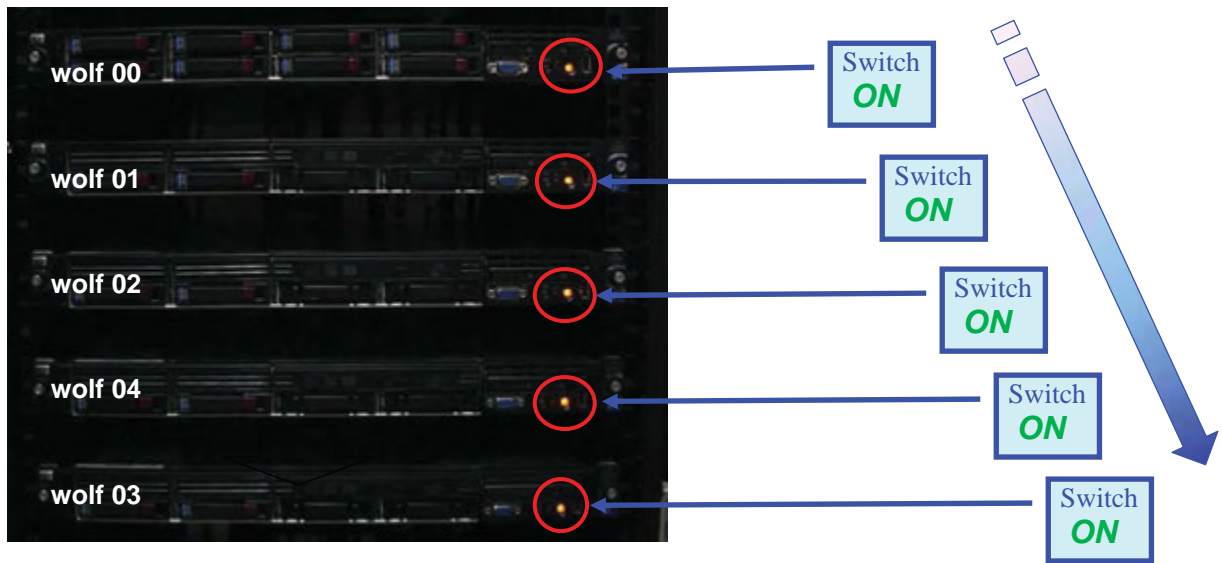 wolf 00
Switch
ON
wolf 01
Switch
ON
wolf 02
Switch
ON
wolf 04
Switch
ON
wolf 03
Switch
ON